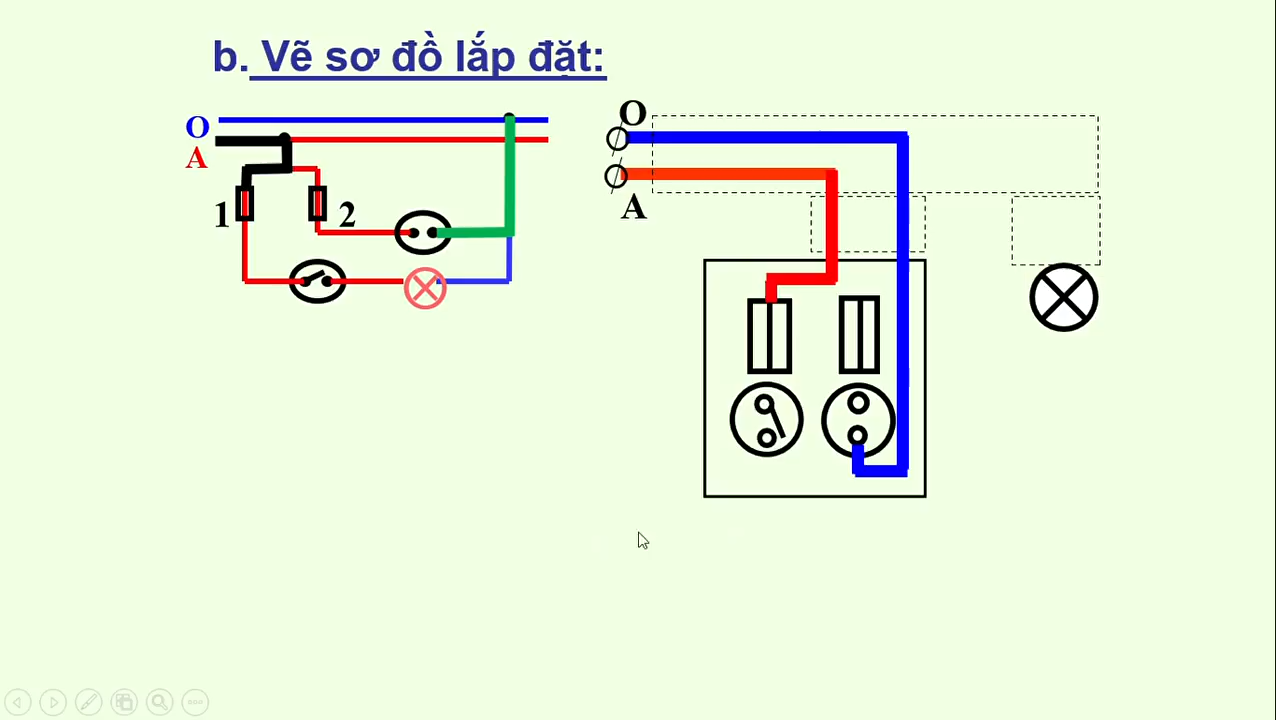 b. Vẽ sơ đồ lắp đặt:
O
A
1
2
O
A